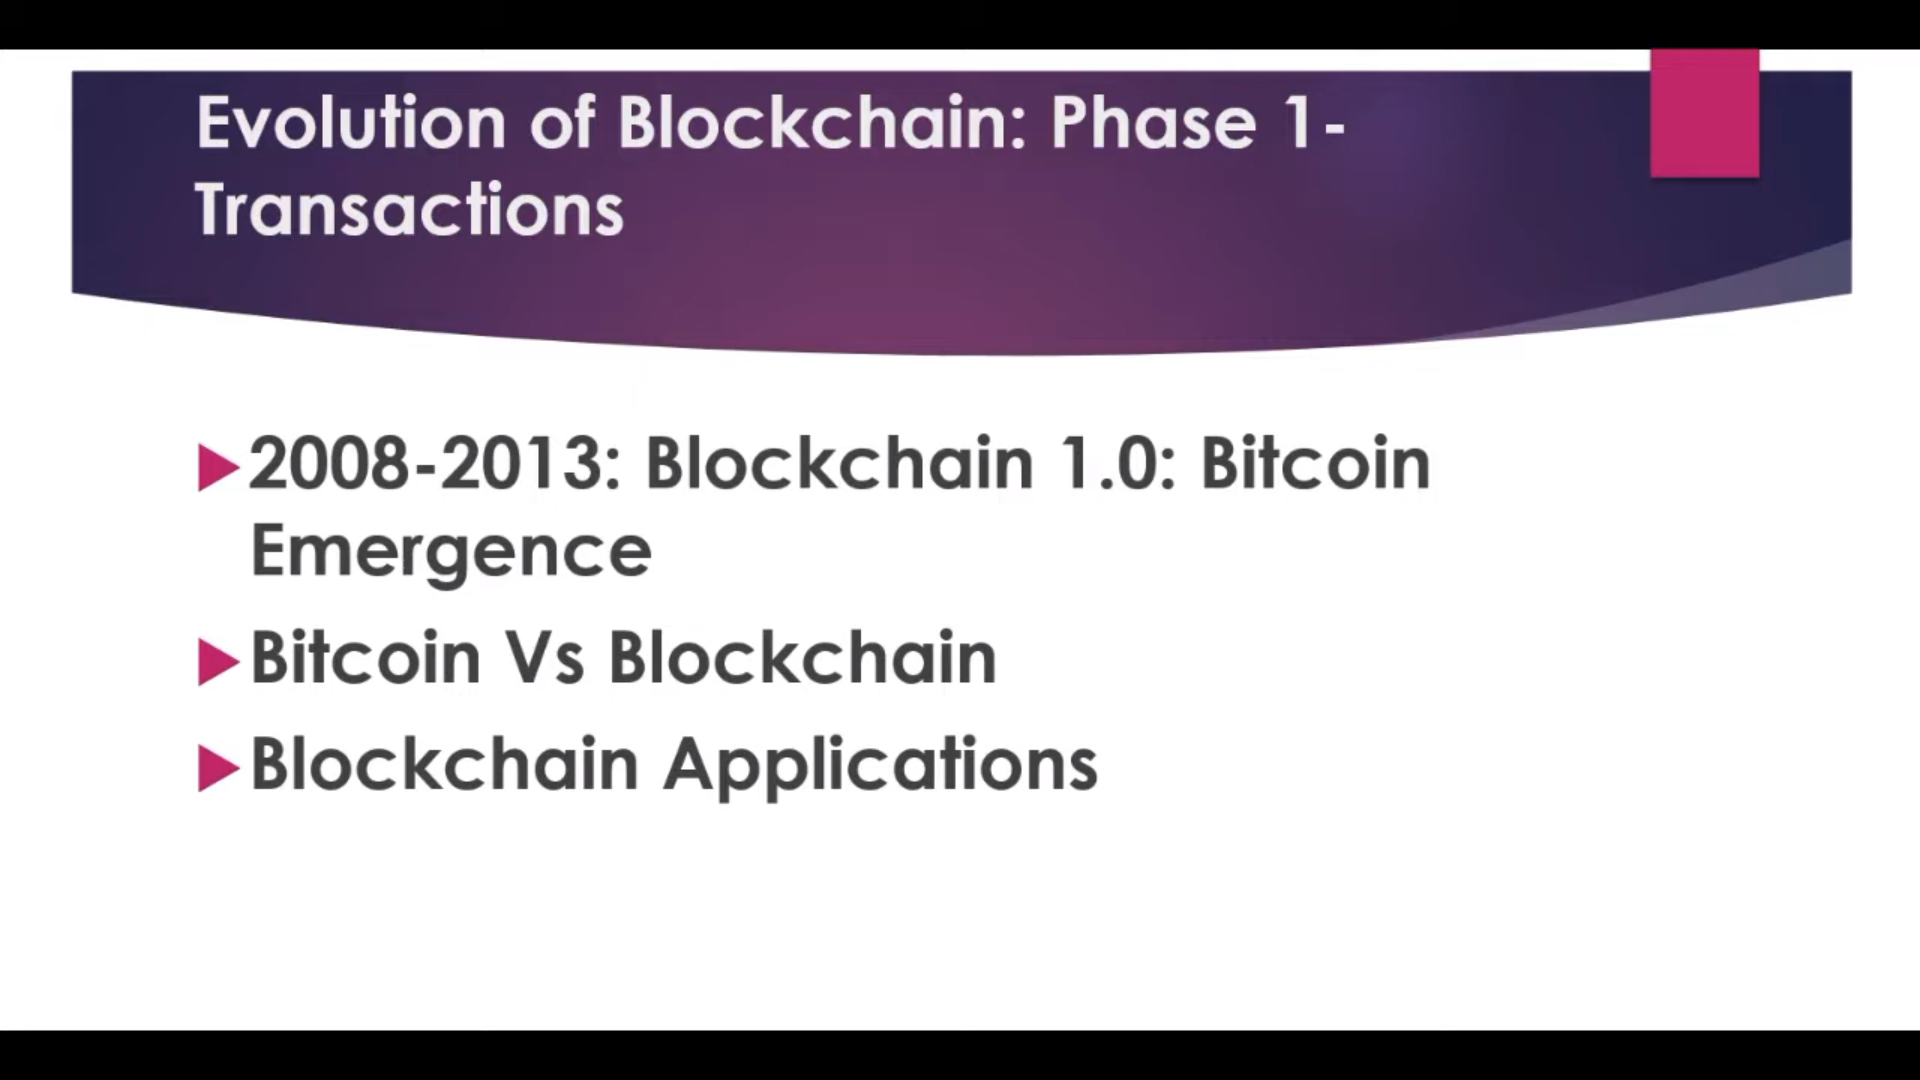 Evolution of Blockchain: Phase 1-
Transactions
2008-2013: Blockchain 1.0: Bitcoin
Emergence
Bitcoin Vs Blockchain
Blockchain Applications